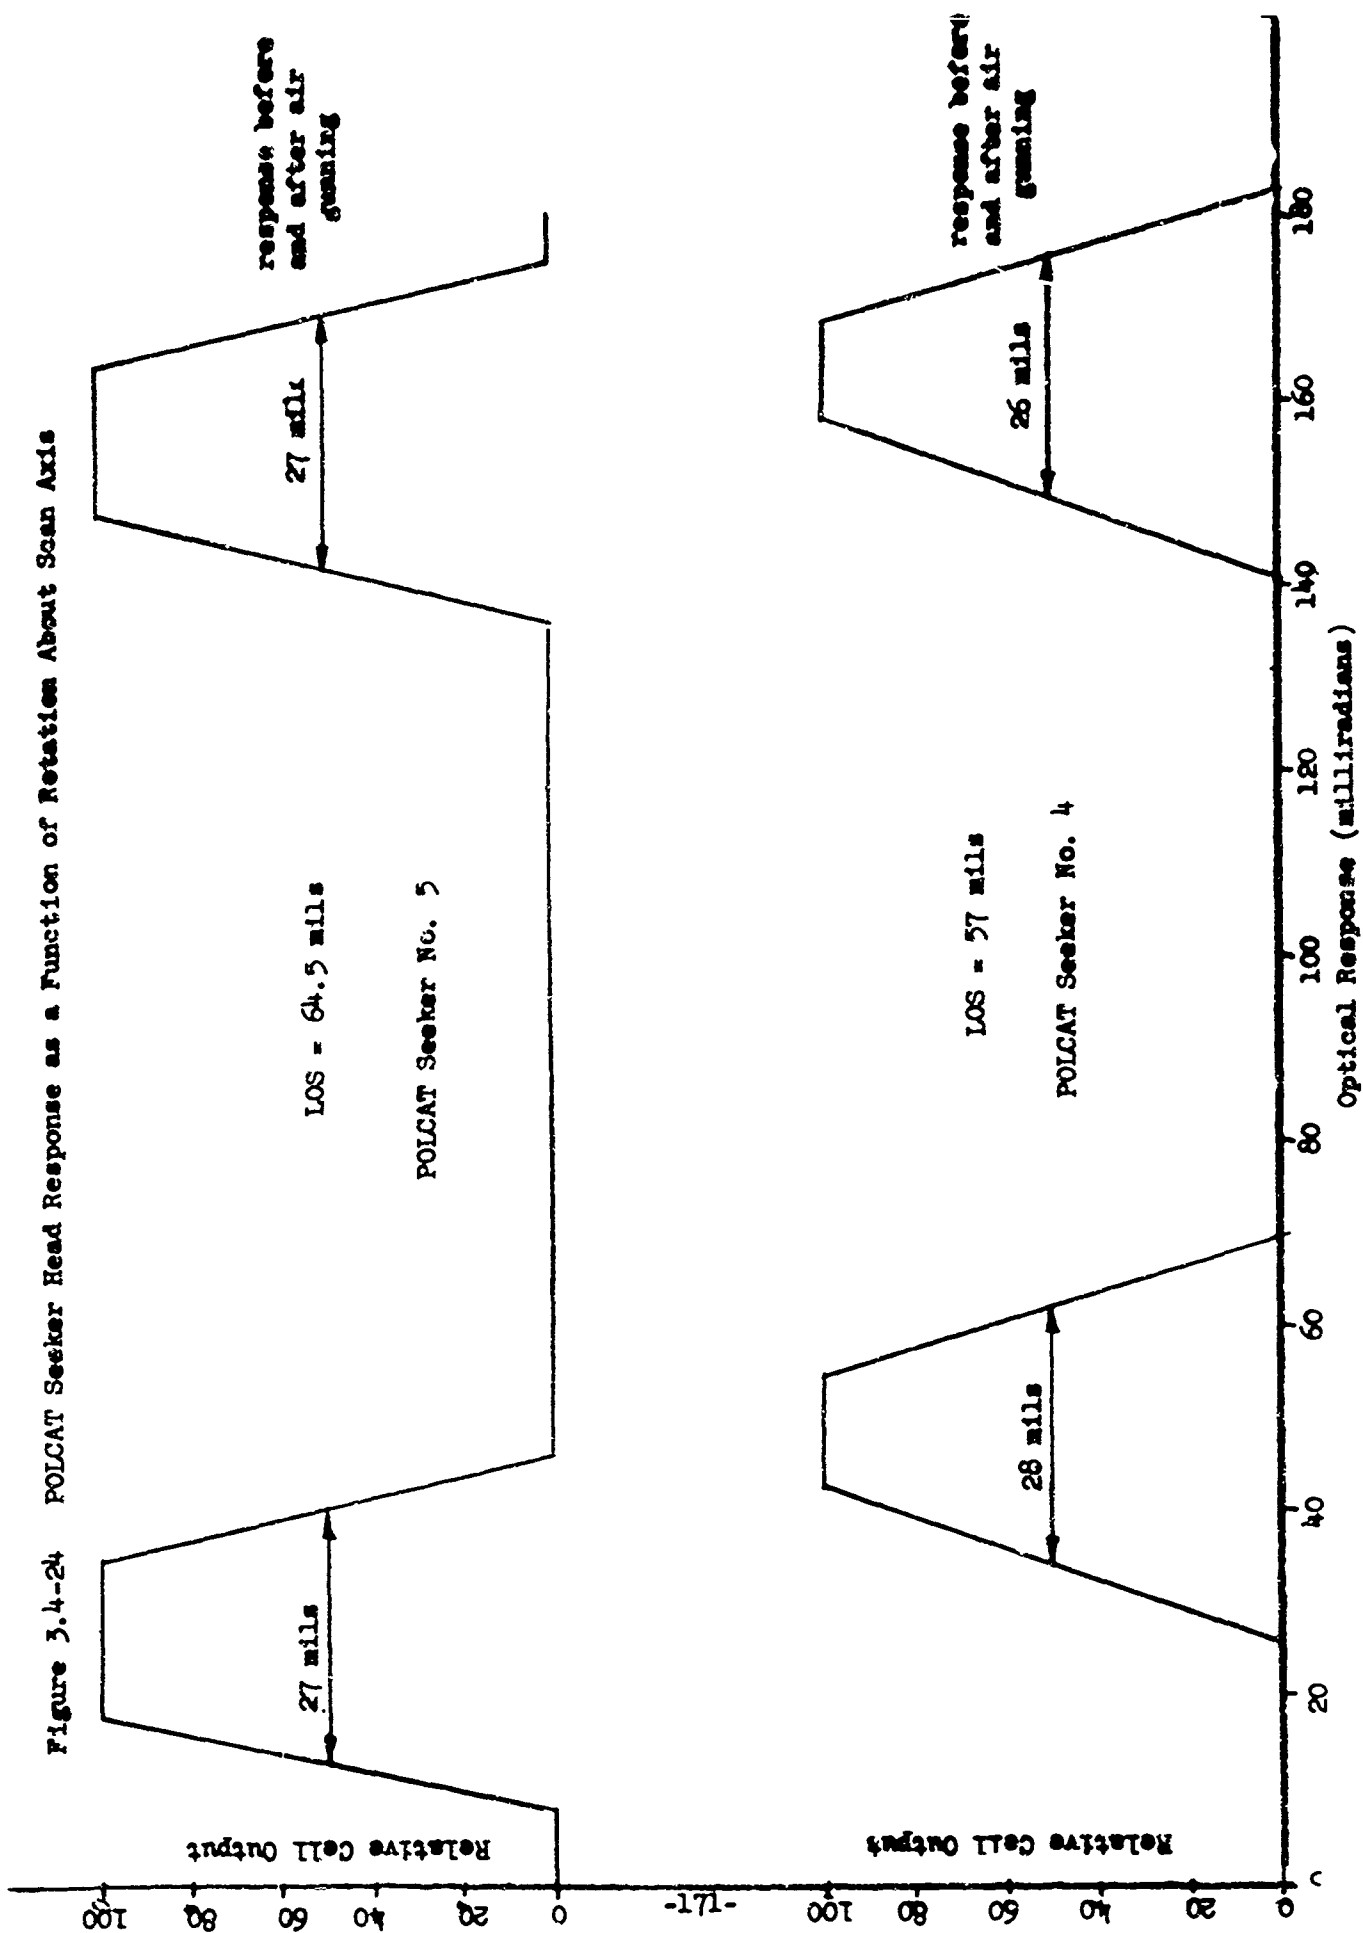 Figure 3.4-24 POLCAT Seeker Head Response as a Function of Rotation About Scan Axis
100
80
60
40
20
0
Relative Cell Output
27 mils
LOS = 64.5 mils
POLCAT Seeker No. 5
27 mils
response before
and after air
gunning
-171-
100
80
60
40
20
Relative Cell Output
28 mils
LOS = 57 mils
POLCAT Seeker No. 4
26 mils
response before
and after air
gunning
0
20
40
60
80
100
120
140
160
180
Optical Response (milliradians)